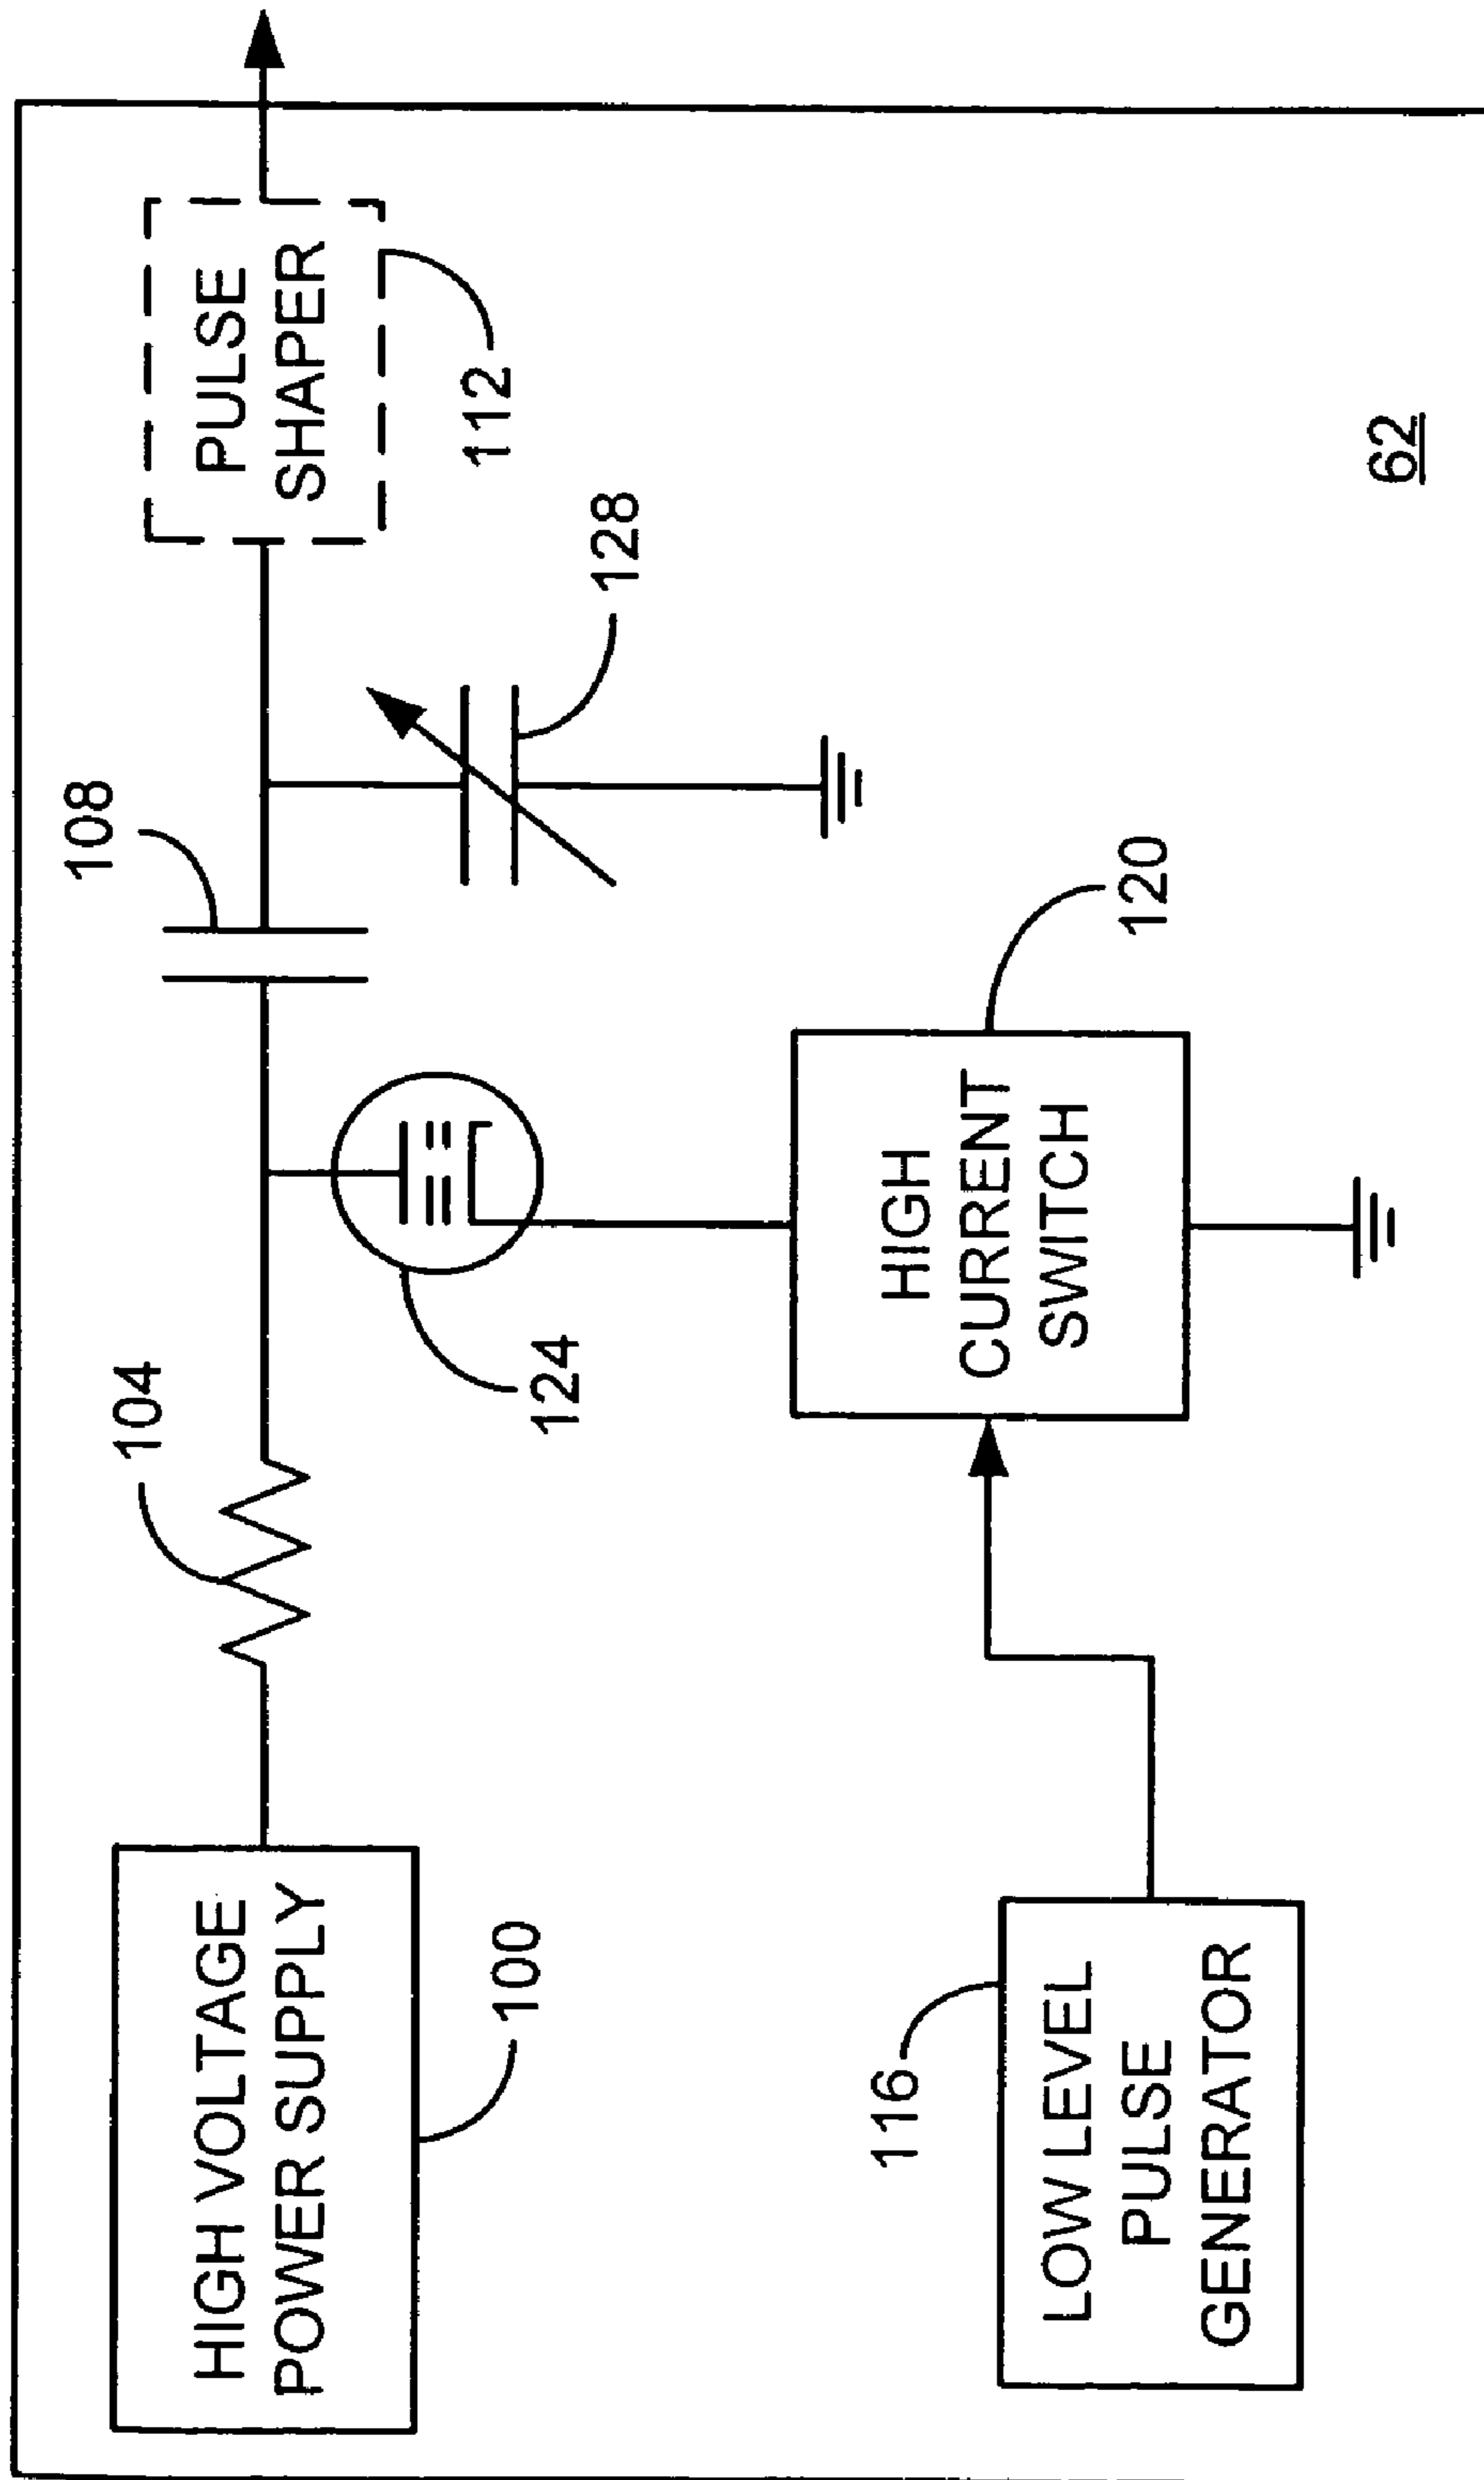 HIGH VOLTAGE
POWER SUPPLY
100
104
108
124
128
PULSE
SHAPER
112
LOW LEVEL
PULSE
GENERATOR
116
HIGH
CURRENT
SWITCH
120
62